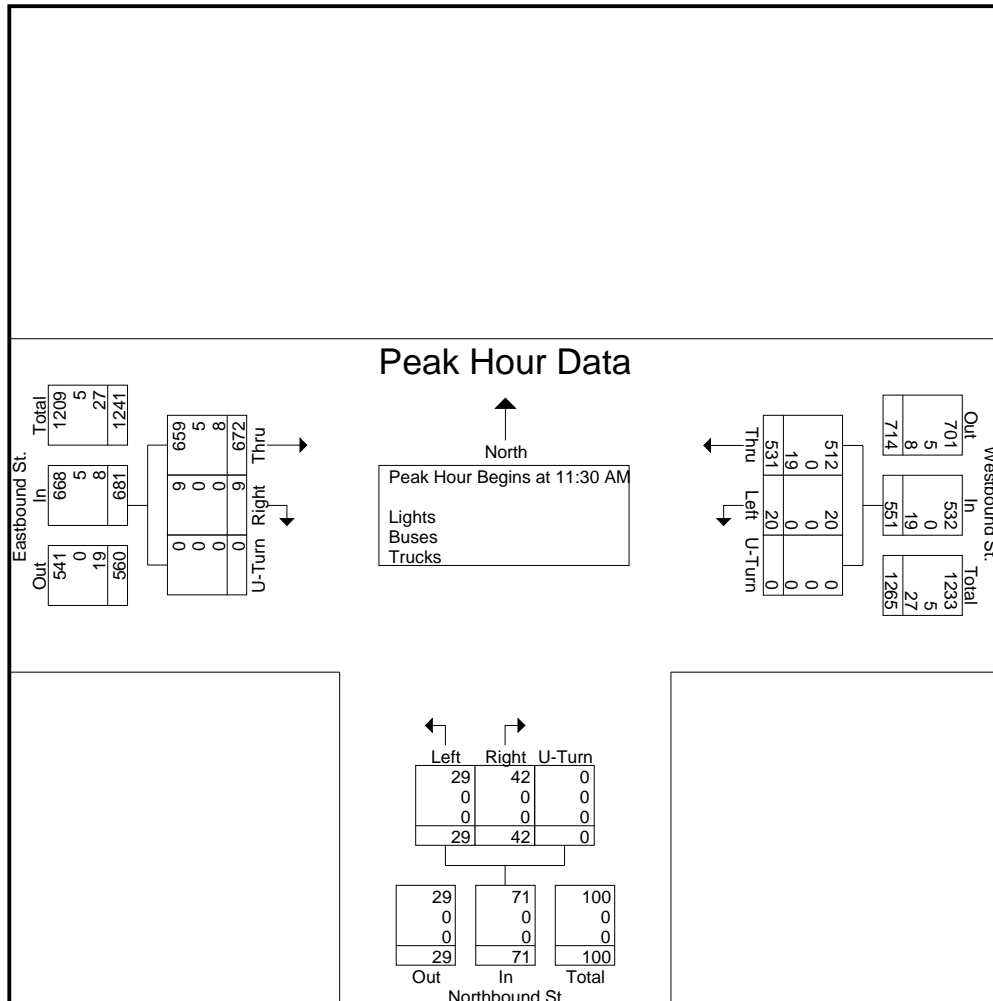 Peak Hour Data
North
Peak Hour Begins at 11:30 AM
Lights
Buses
Trucks
Eastbound St.
Total
1209
5
27
1241
In
668
5
8
681
Out
541
0
19
560
Thru
659
5
8
672
Right
9
0
0
9
U-Turn
0
0
0
0
Westbound St.
Out
701
5
8
714
In
532
0
19
551
Total
1233
5
27
1265
Thru
512
0
19
531
Left
20
0
0
20
U-Turn
0
0
0
0
Left Right U-Turn
29 42 0
0 0 0
0 0 0
29 42 0
29 71 100
0 0 0
0 0 0
29 71 100
Out In Total
Northbound St.